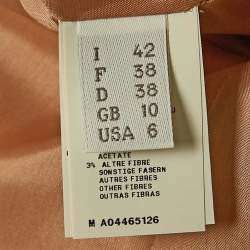 I 42
F 38
D 38
GB 10
USA 6
ACETATE
3% ALTRE FIBRE
SONSTIGE FASERN
AUTRES FIBRES
OTHER FIBRES
OUTRAS FIBRAS
M A04465126